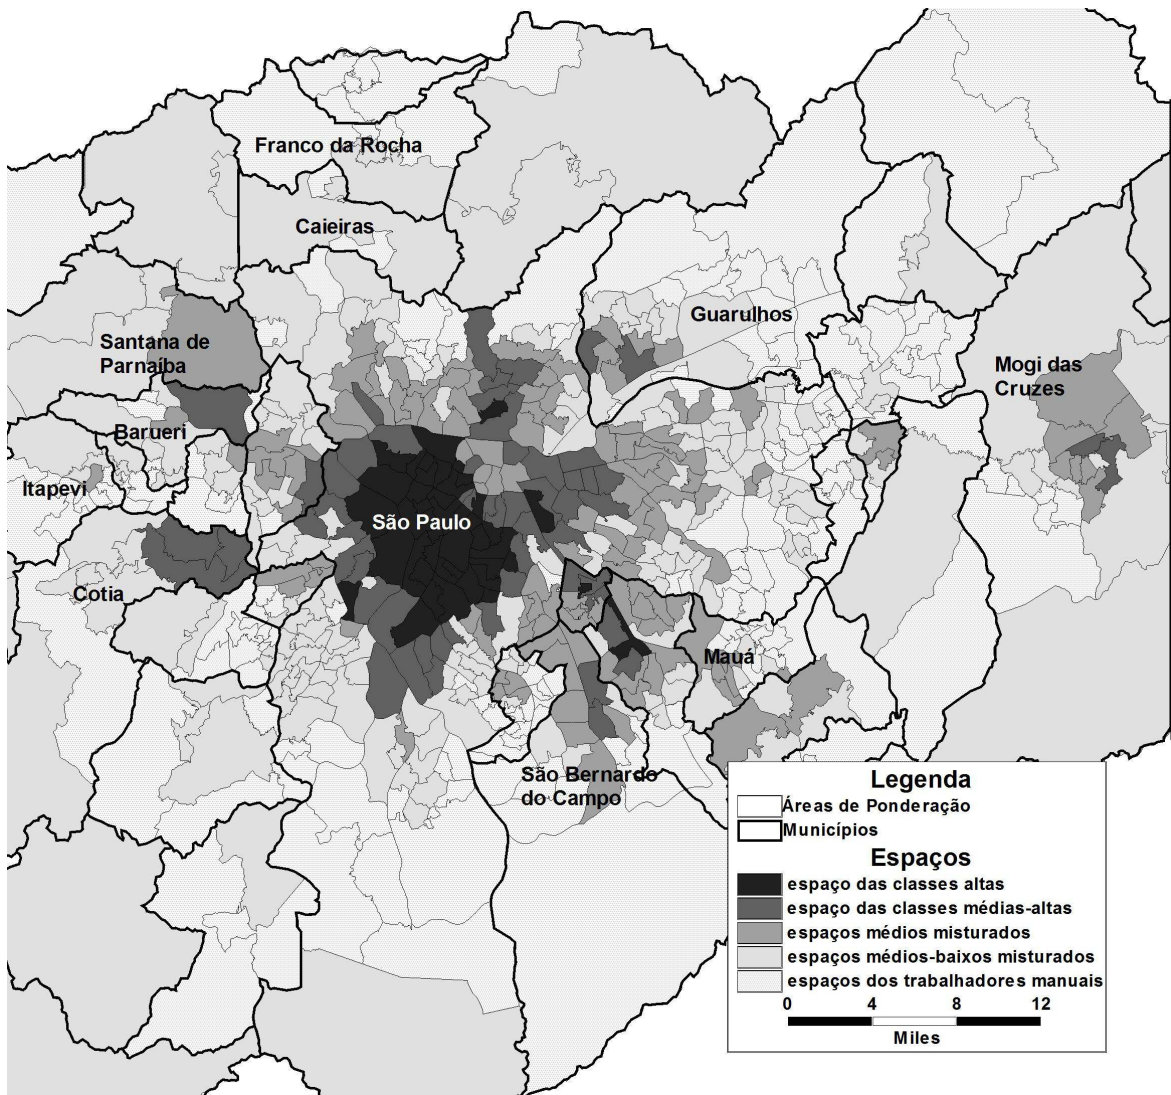 Franco da Rocha
Caieiras
Guarulhos
Santana de
Parnaíba
Mogi das
Cruzes
Barueri
Itapevi
São Paulo
Cotia
Mauá
São Bernardo
do Campo
Legenda
Áreas de Ponderação
Municípios
Espaços
espaço das classes altas
espaço das classes médias-altas
espaços médios misturados
espaços médios-baixos misturados
espaços dos trabalhadores manuais
0 4 8 12
Miles